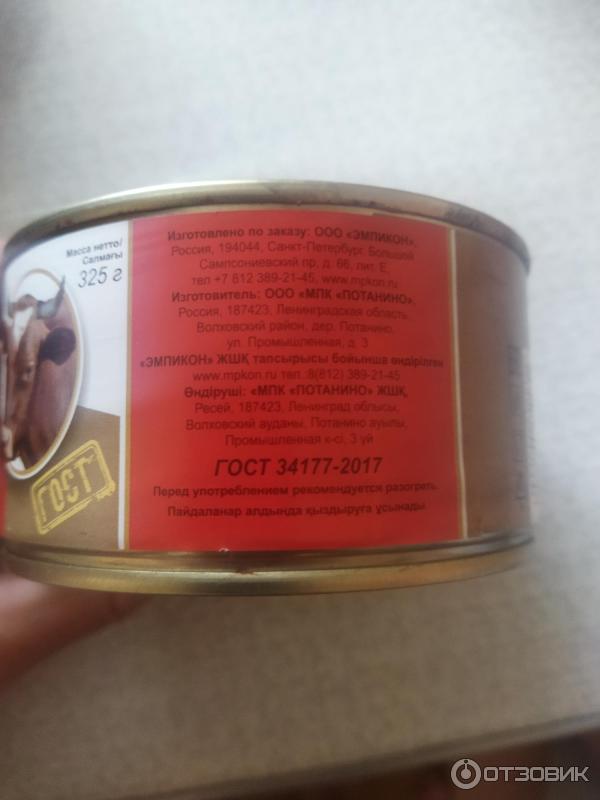 Масса нетто/
Салмағы
325 г
ГОСТ
Изготовлено по заказу: ООО «ЭМПИКОН»,
Россия, 194044, Санкт-Петербург Большой
Сампсониевский пр, д. 66, лит. Е,
тел +7 812 389-21-45, www.mpkon.ru
Изготовитель: ООО «МПК «ПОТАНИНО»,
Россия, 187423, Ленинградская область,
Волховский район, дер. Потанино,
ул. Промышленная, д. 3
«ЭМПИКОН» ЖШҚ тапсырысы бойынша өндірілген
www.mpkon.ru тел.:8(812) 389-21-45
Өндіруші: «МПК «ПОТАНИНО» ЖШҚ,
Ресей, 187423, Ленинград облысы,
Волховский ауданы, Потанино ауылы,
Промышленная к-сі, 3 үй
ГОСТ 34177-2017
Перед употреблением рекомендуется разогреть.
Пайдаланар алдында қыздыруға ұсынады
ОТЗОВИК